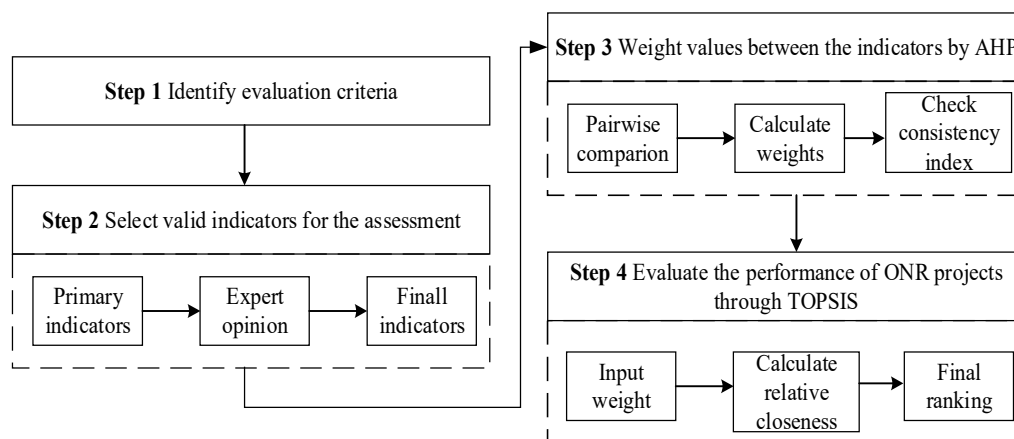 Step 1 Identify evaluation criteria
Step 2 Select valid indicators for the assessment
Primary
indicators
Expert
opinion
Finall
indicators
Step 3 Weight values between the indicators by AHP
Pairwise
comparion
Calculate
weights
Check
consistency
index
Step 4 Evaluate the performance of ONR projects
through TOPSIS
Input
weight
Calculate
relative
closeness
Final
ranking